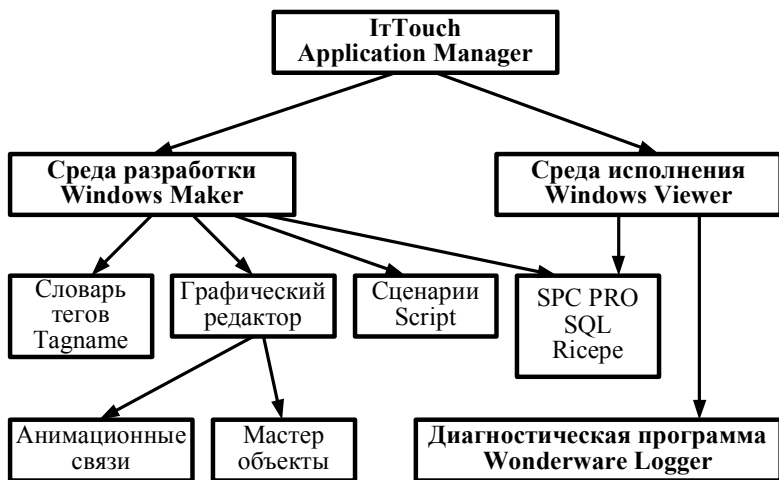 IтTouch
Application Manager
Среда разработки
Windows Maker
Среда исполнения
Windows Viewer
Словарь
тегов
Tagname
Графический
редактор
Сценарии
Script
SPC PRO
SQL
Ricepe
Анимационные
связи
Мастер
объекты
Диагностическая программа
Wonderware Logger